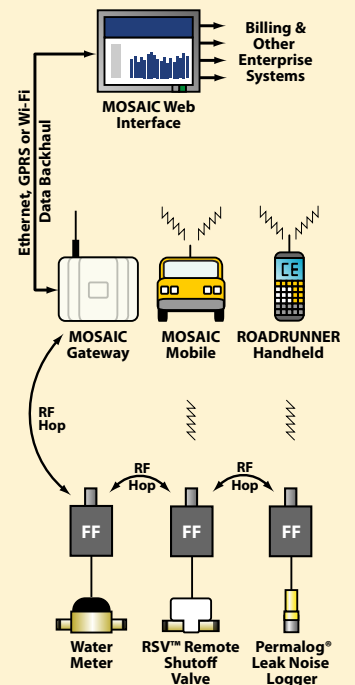 Billing &
Other
Enterprise
Systems
MOSAIC Web
Interface
Ethernet, GPRS or Wi-Fi
Data Backhaul
CE
MOSAIC
Gateway
MOSAIC
Mobile
ROADRUNNER
Handheld
RF
Hop
RF
Hop
RF
Hop
FF
FF
FF
Water
Meter
RSV™ Remote
Shutoff
Valve
Permalog®
Leak Noise
Logger